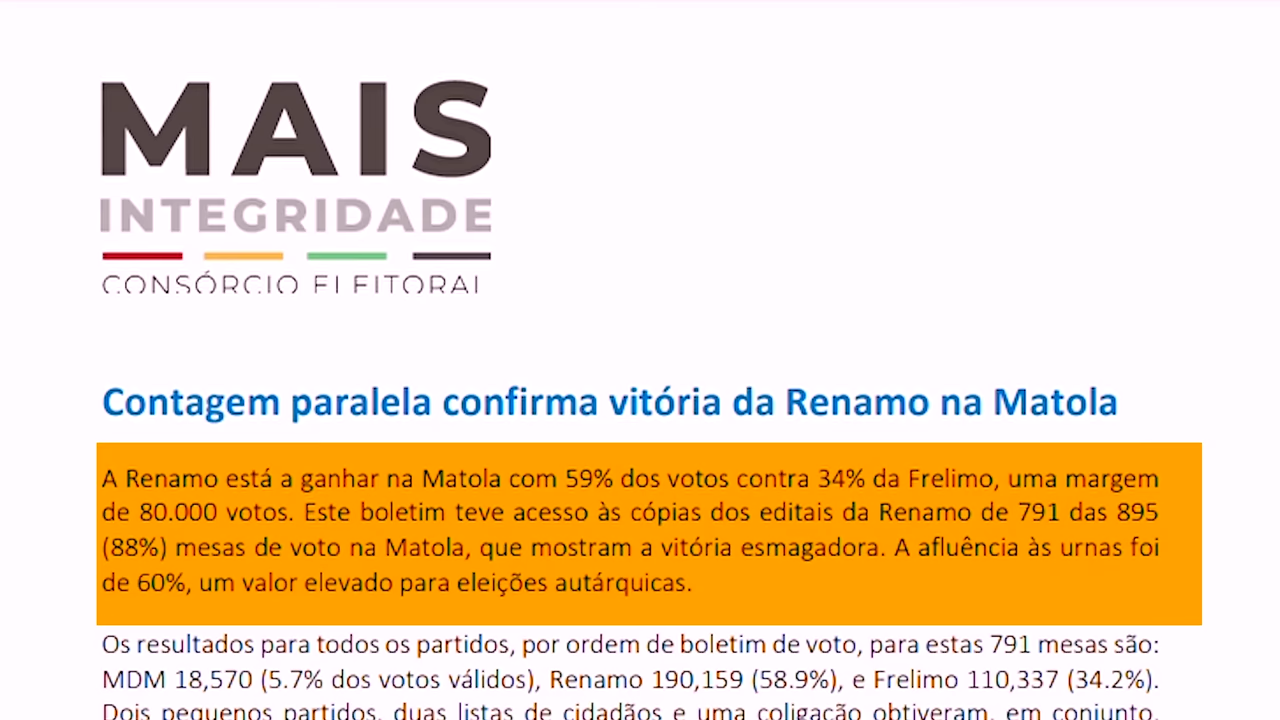 MAIS
INTEGRIDADE
CONSÓRCIO ELEITORAL
Contagem paralela confirma vitória da Renamo na Matola
A Renamo está a ganhar na Matola com 59% dos votos contra 34% da Frelimo, uma margem
de 80.000 votos. Este boletim teve acesso às cópias dos editais da Renamo de 791 das 895
(88%) mesas de voto na Matola, que mostram a vitória esmagadora. A afluência às urnas foi
de 60%, um valor elevado para eleições autárquicas.
Os resultados para todos os partidos, por ordem de boletim de voto, para estas 791 mesas são:
MDM 18,570 (5.7% dos votos válidos), Renamo 190,159 (58.9%), e Frelimo 110,337 (34.2%).
Dois pequenos partidos, duas listas de cidadãos e uma coligação obtiveram, em conjunto,